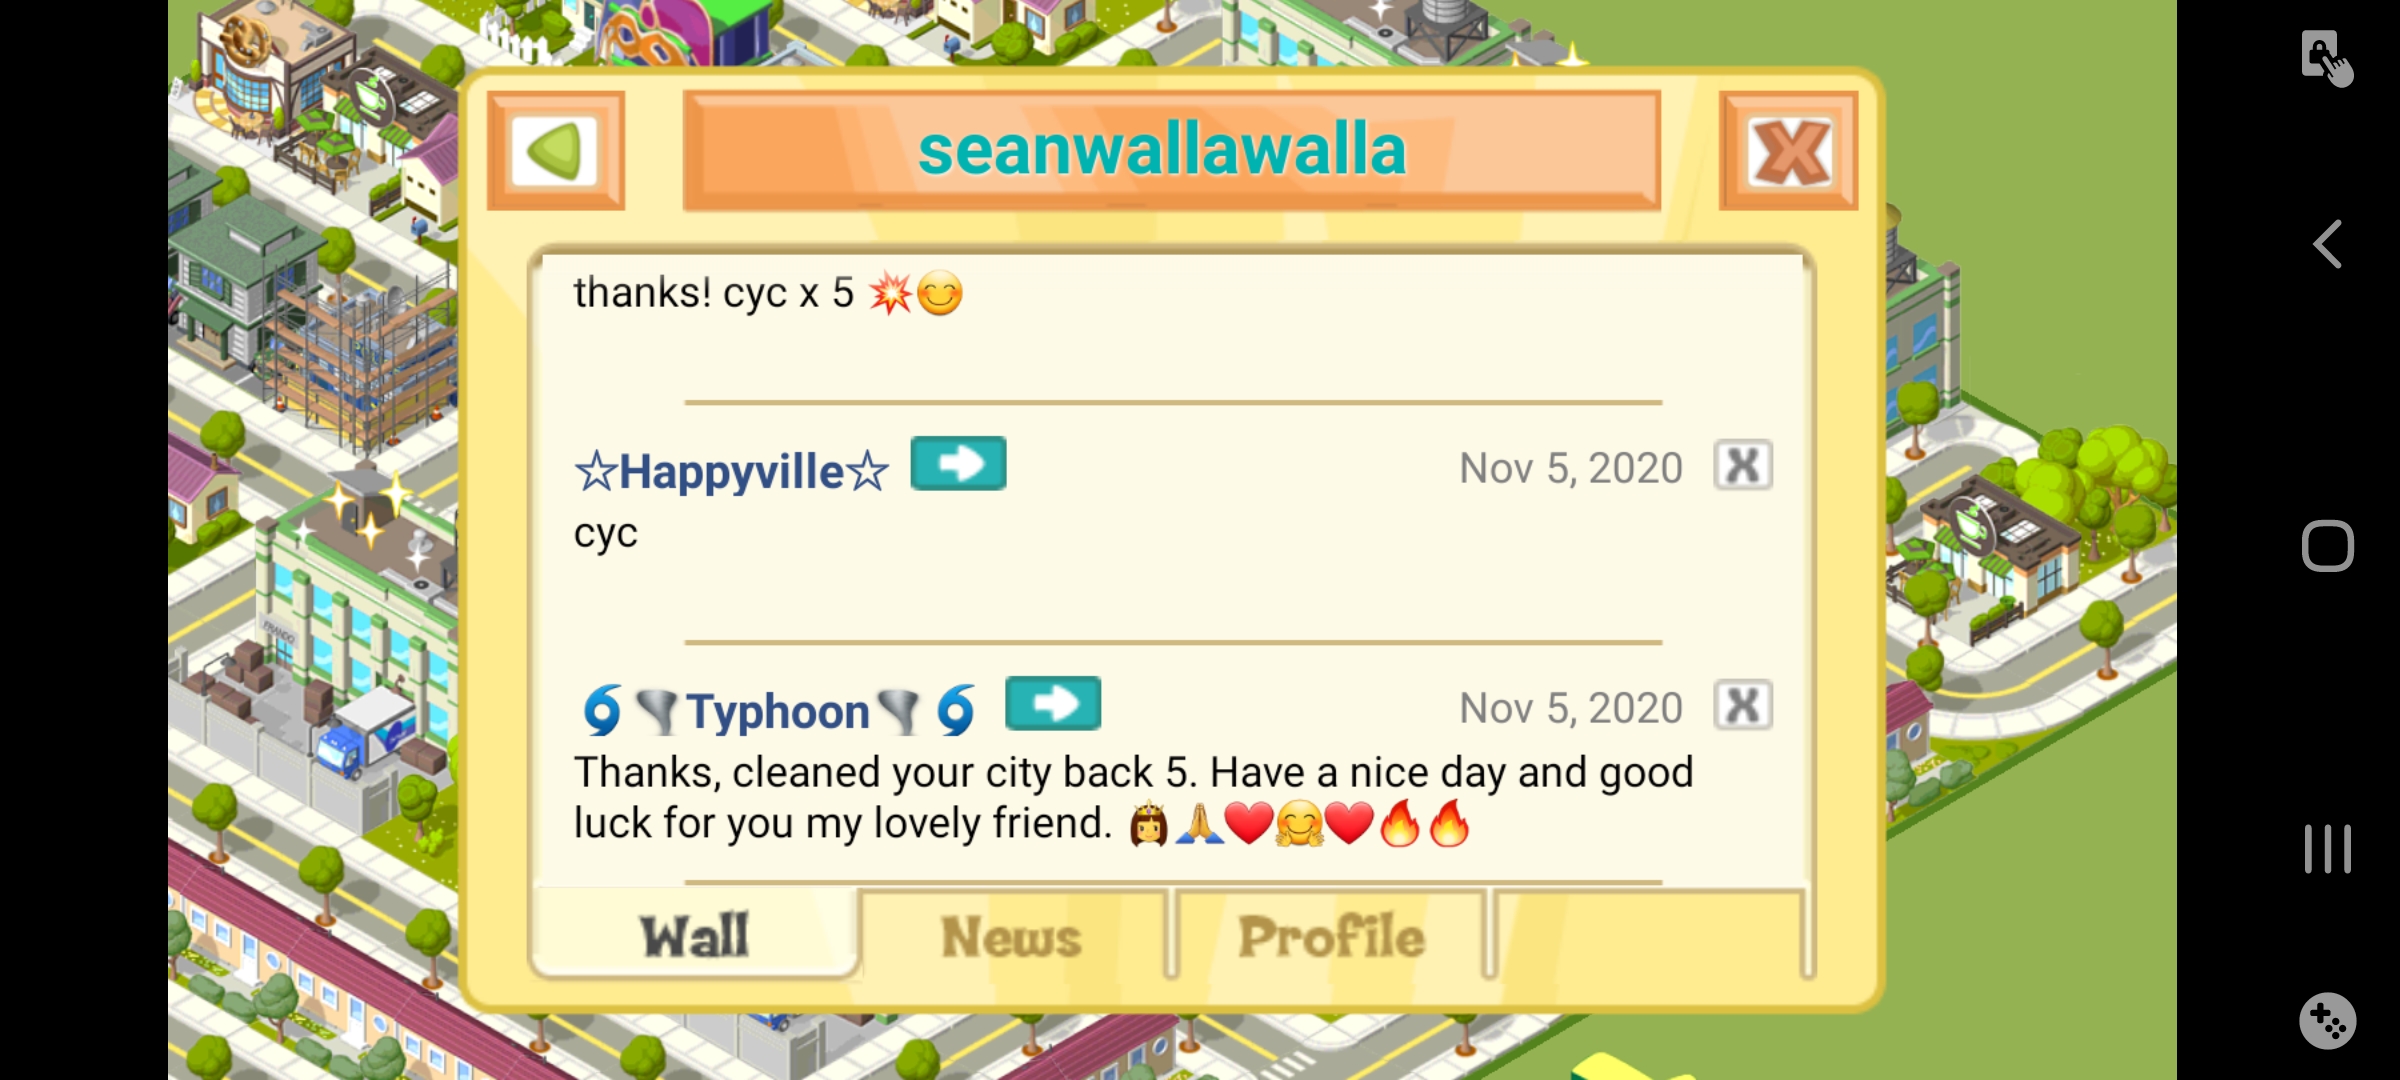 seanwallawalla
thanks! cyc x 5 💥😊
☆Happyville☆
Nov 5, 2020
cyc
🌀🌪Typhoon🌪🌀
Nov 5, 2020
Thanks, cleaned your city back 5. Have a nice day and good
luck for you my lovely friend. 👸🙏❤️🤗❤️🔥🔥
Wall
News
Profile
FRANGO